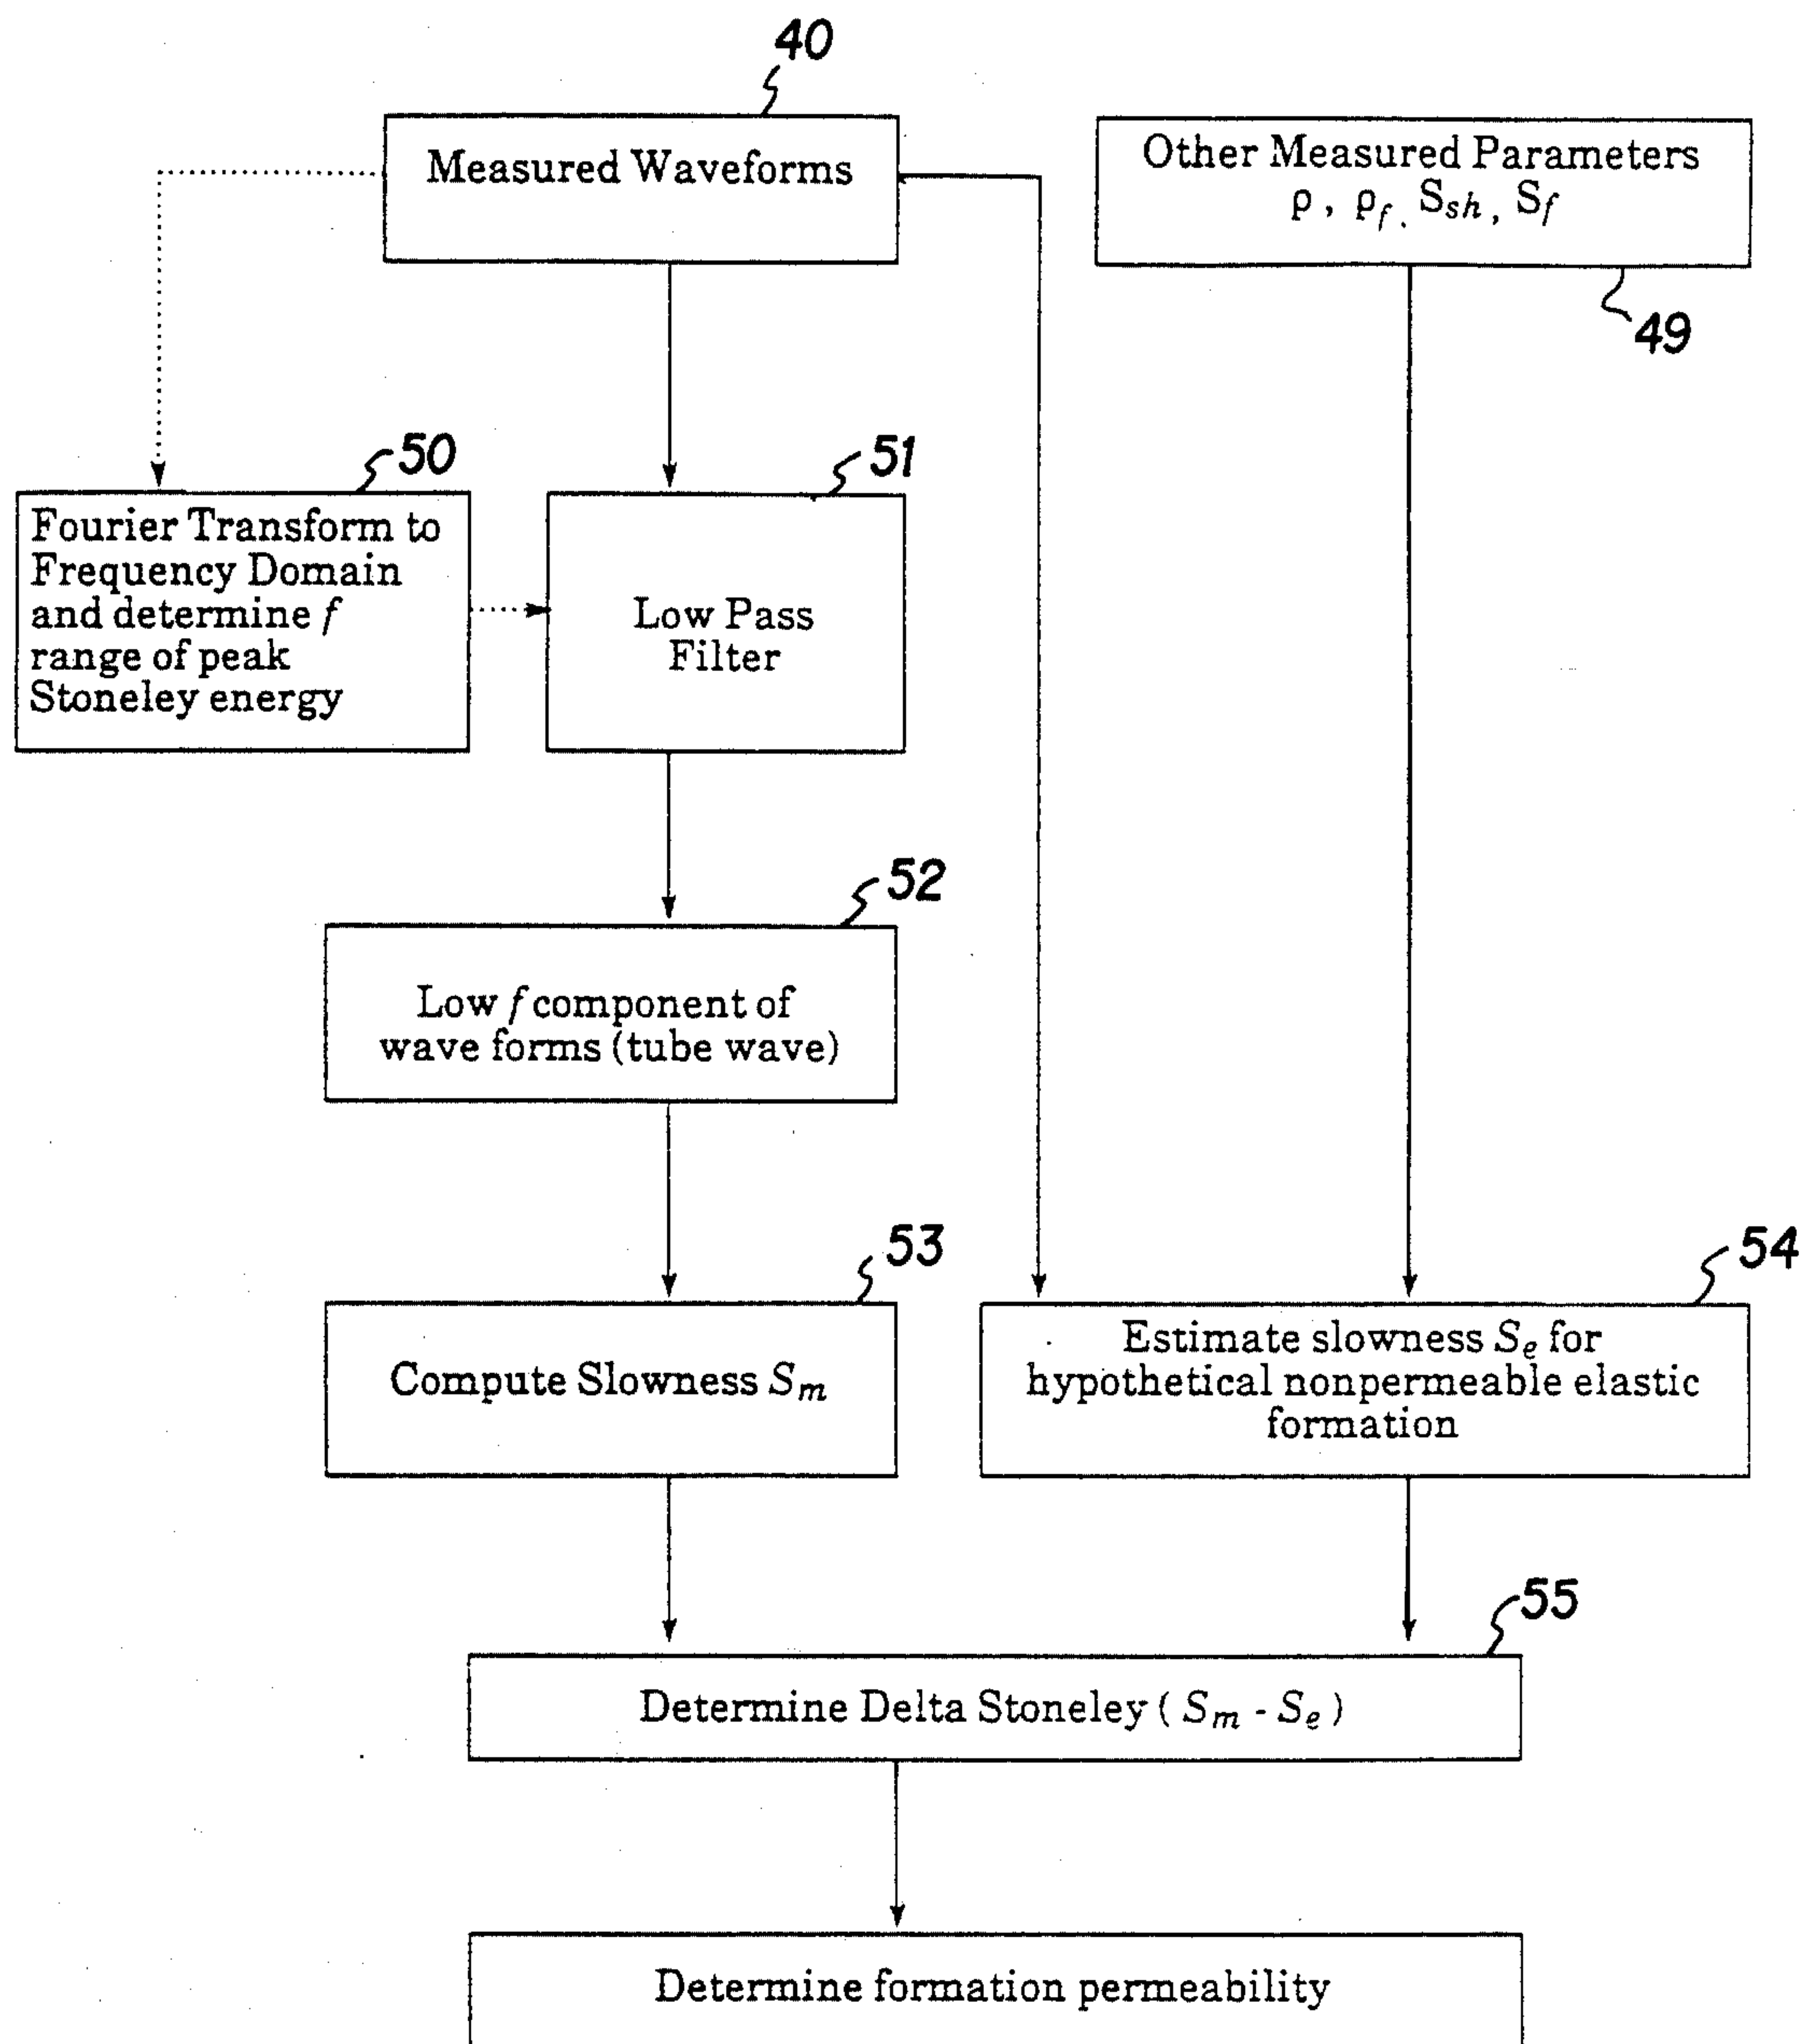 40
Measured Waveforms
Other Measured Parameters
ρ, ρf, Ssh, Sf
49
50
Fourier Transform to
Frequency Domain
and determine f
range of peak
Stoneley energy
51
Low Pass
Filter
52
Low f component of
wave forms (tube wave)
53
Compute Slowness Sm
54
Estimate slowness Se for
hypothetical nonpermeable elastic
formation
55
Determine Delta Stoneley ( Sm - Se )
Determine formation permeability